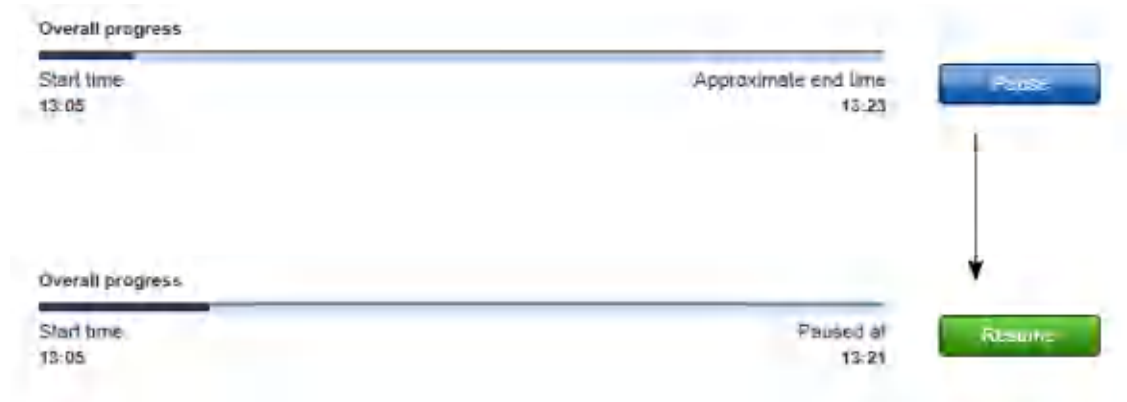 Overall progress
Start time
Approximate end time
13:05
13:23
Pause
Overall progress
Start time
Paused at
13:05
13:21
Resume